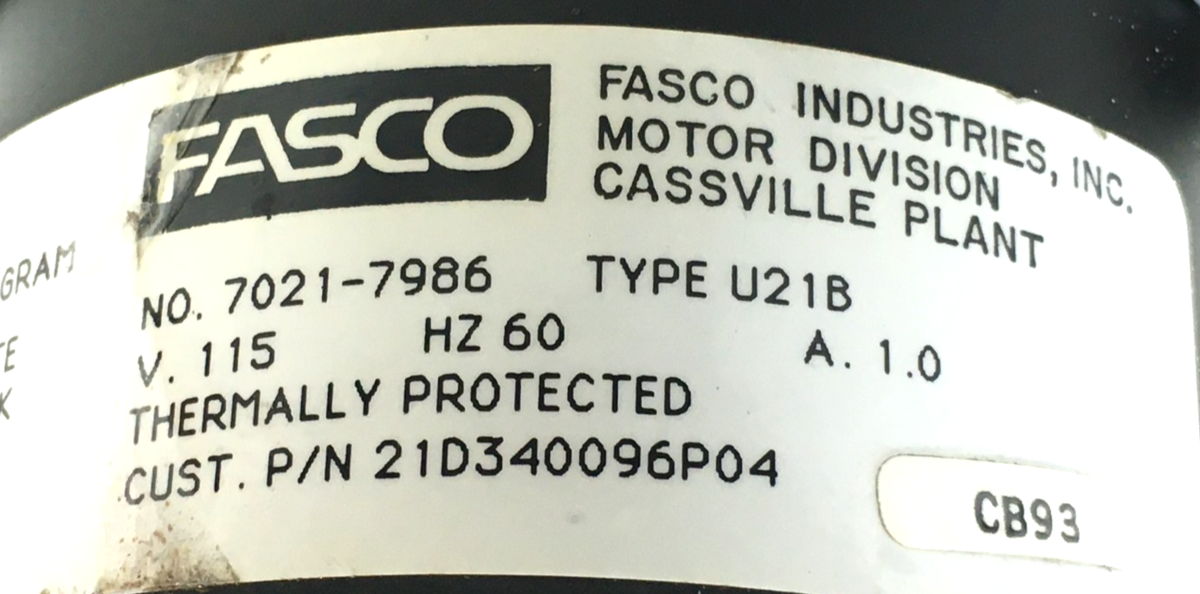 FASCO
FASCO INDUSTRIES, INC.
MOTOR DIVISION
CASSVILLE PLANT
NO. 7021-7986 TYPE U21B
V. 115 HZ 60 A. 1.0
THERMALLY PROTECTED
CUST. P/N 21D340096P04
CB93